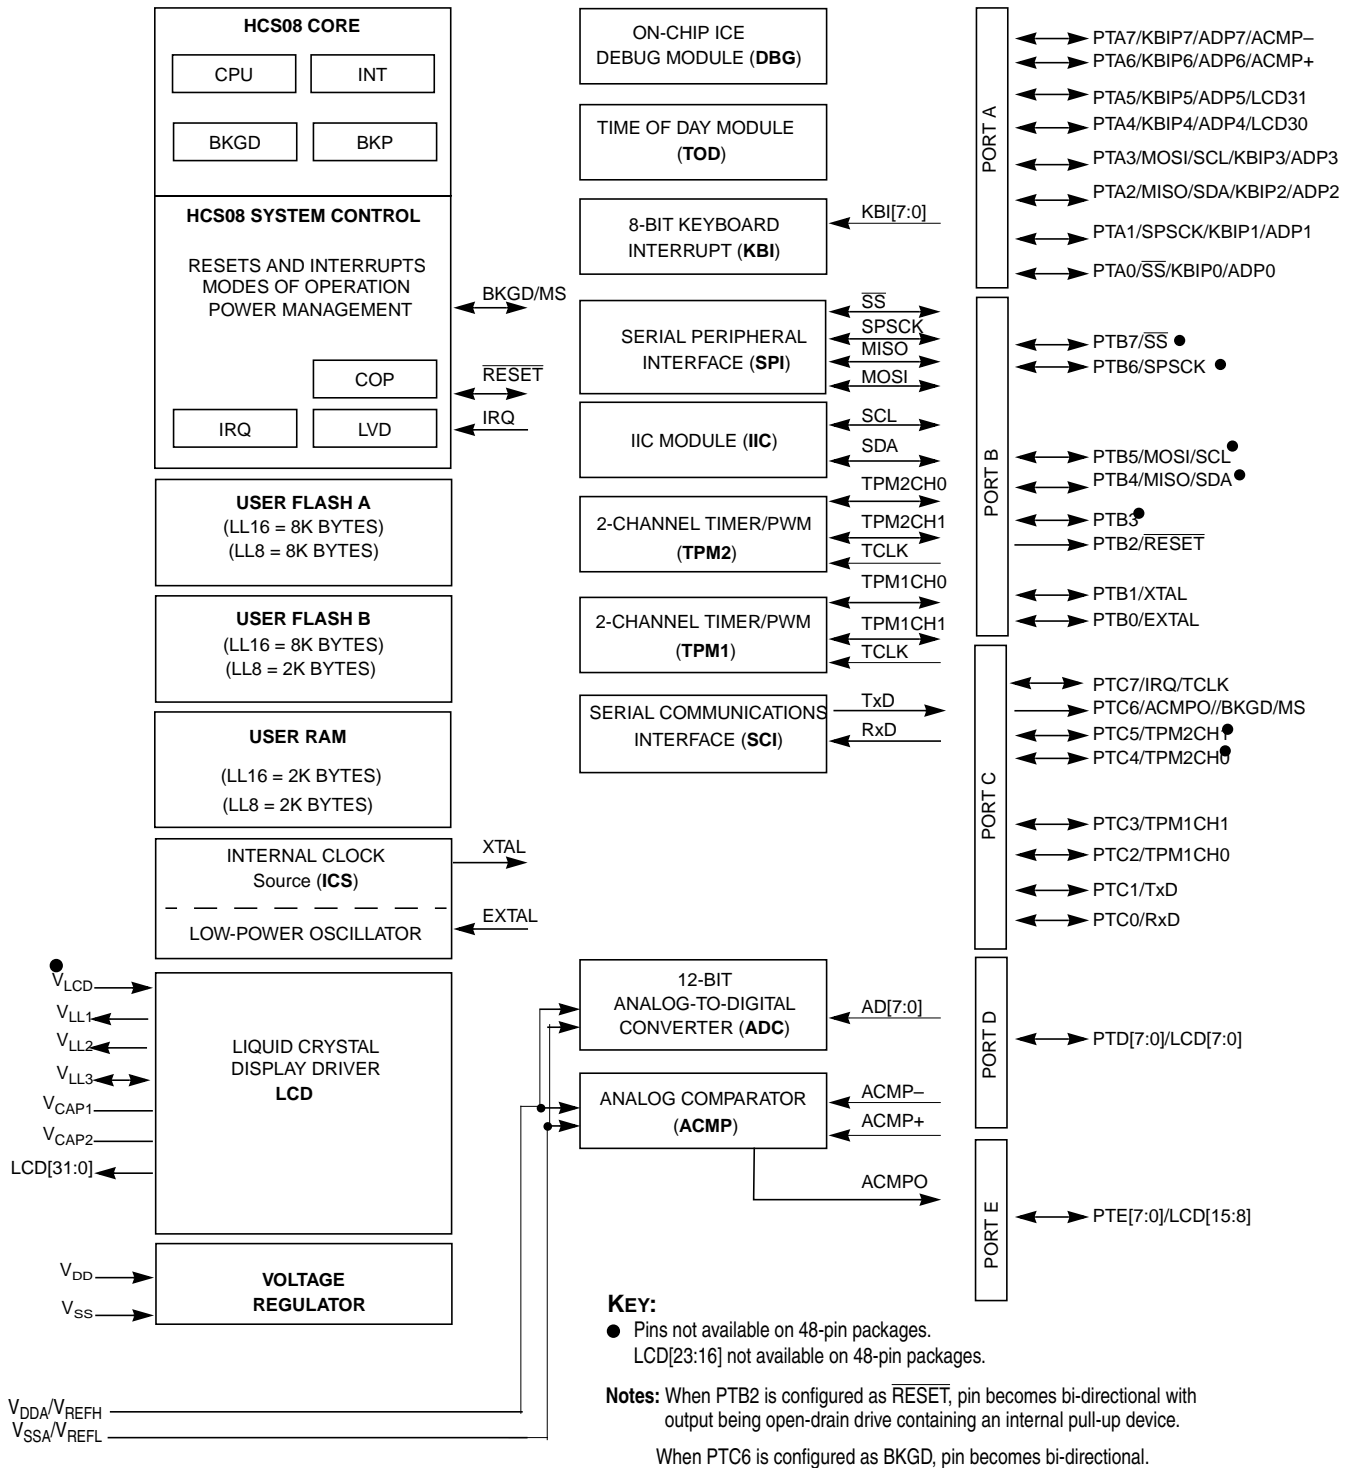 HCS08 CORE
CPU
INT
BKGD
BKP
HCS08 SYSTEM CONTROL
RESETS AND INTERRUPTS
MODES OF OPERATION
POWER MANAGEMENT
COP
IRQ
LVD
BKGD/MS
RESET
IRQ
USER FLASH A
(LL16 = 8K BYTES)
(LL8 = 8K BYTES)
USER FLASH B
(LL16 = 8K BYTES)
(LL8 = 2K BYTES)
USER RAM
(LL16 = 2K BYTES)
(LL8 = 2K BYTES)
INTERNAL CLOCK
Source (ICS)
LOW-POWER OSCILLATOR
XTAL
EXTAL
VLCD
VLL1
VLL2
VLL3
VCAP1
VCAP2
LCD[31:0]
LIQUID CRYSTAL
DISPLAY DRIVER
LCD
VDD
VSS
VOLTAGE
REGULATOR
VDDA/VREFH
VSSA/VREFL
ON-CHIP ICE
DEBUG MODULE (DBG)
TIME OF DAY MODULE
(TOD)
8-BIT KEYBOARD
INTERRUPT (KBI)
KBI[7:0]
SERIAL PERIPHERAL
INTERFACE (SPI)
SS
SPSCK
MISO
MOSI
IIC MODULE (IIC)
SCL
SDA
2-CHANNEL TIMER/PWM
(TPM2)
TPM2CH0
TPM2CH1
TCLK
2-CHANNEL TIMER/PWM
(TPM1)
TPM1CH0
TPM1CH1
TCLK
SERIAL COMMUNICATIONS
INTERFACE (SCI)
TxD
RxD
12-BIT
ANALOG-TO-DIGITAL
CONVERTER (ADC)
AD[7:0]
ANALOG COMPARATOR
(ACMP)
ACMP–
ACMP+
ACMPO
PORT A
PTA7/KBIP7/ADP7/ACMP–
PTA6/KBIP6/ADP6/ACMP+
PTA5/KBIP5/ADP5/LCD31
PTA4/KBIP4/ADP4/LCD30
PTA3/MOSI/SCL/KBIP3/ADP3
PTA2/MISO/SDA/KBIP2/ADP2
PTA1/SPSCK/KBIP1/ADP1
PTA0/SS/KBIP0/ADP0
PORT B
PTB7/SS
PTB6/SPSCK
PTB5/MOSI/SCL
PTB4/MISO/SDA
PTB3
PTB2/RESET
PTB1/XTAL
PTB0/EXTAL
PORT C
PTC7/IRQ/TCLK
PTC6/ACMPO//BKGD/MS
PTC5/TPM2CH1
PTC4/TPM2CH0
PTC3/TPM1CH1
PTC2/TPM1CH0
PTC1/TxD
PTC0/RxD
PORT D
PTD[7:0]/LCD[7:0]
PORT E
PTE[7:0]/LCD[15:8]
KEY:
● Pins not available on 48-pin packages.
LCD[23:16] not available on 48-pin packages.
Notes: When PTB2 is configured as RESET, pin becomes bi-directional with
output being open-drain drive containing an internal pull-up device.
When PTC6 is configured as BKGD, pin becomes bi-directional.